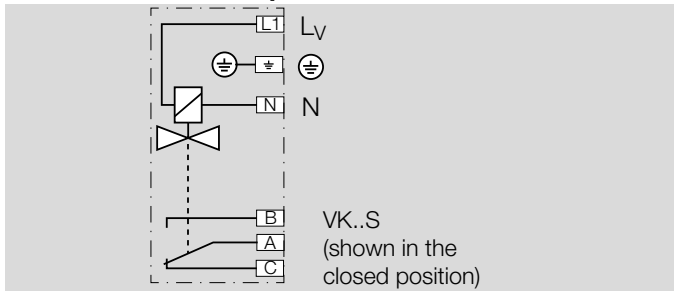 L1 LV
N N
B VK..S
A (shown in the
C closed position)